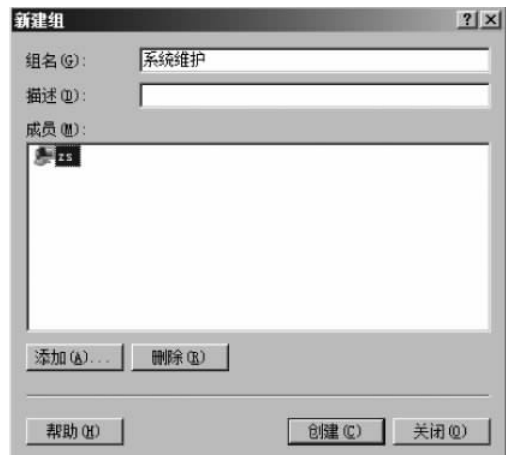 新建组
组名(G): 系统维护
描述(D):
成员(M):
zs
添加(A)... 删除(R)
帮助(H) 创建(C) 关闭(O)